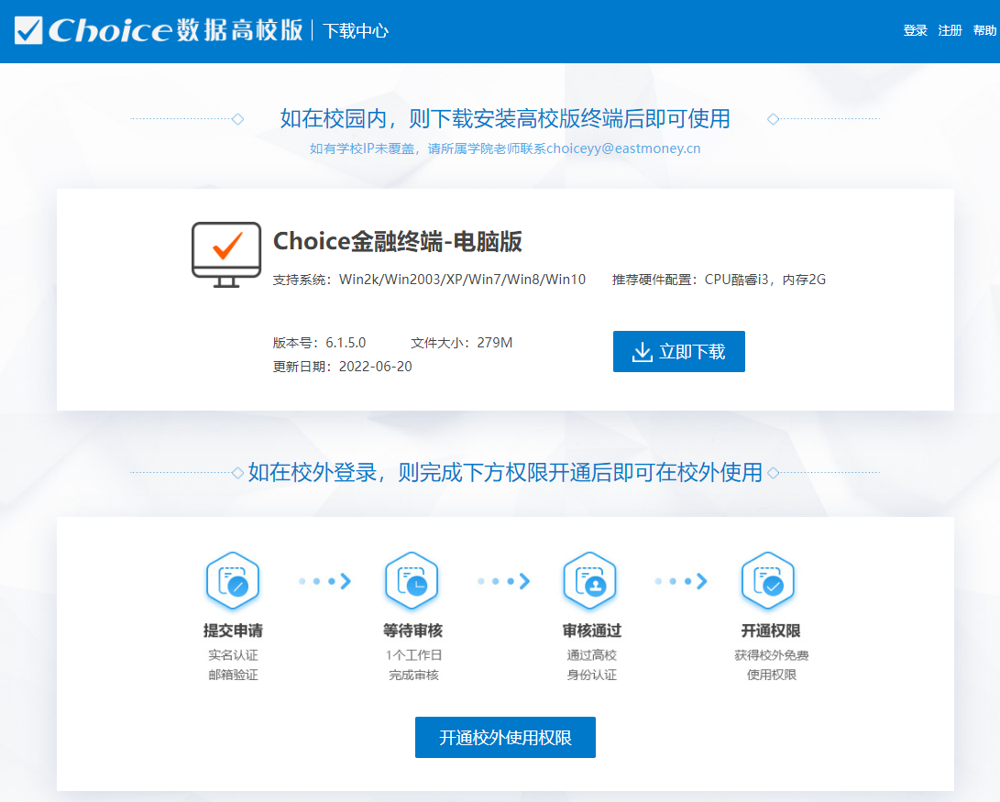 Choice数据高校版 下载中心
登录 注册 帮助
如在校园内，则下载安装高校版终端后即可使用
如有学校IP未覆盖，请所属学院老师联系choiceyy@eastmoney.cn
Choice金融终端-电脑版
支持系统：Win2k/Win2003/XP/Win7/Win8/Win10 推荐硬件配置：CPU酷睿i3，内存2G
版本号：6.1.5.0 文件大小：279M
更新日期：2022-06-20
立即下载
如在校外登录，则完成下方权限开通后即可在校外使用
提交申请 等待审核 审核通过 开通权限
实名认证 1个工作日 通过高校 获得校外免费
邮箱验证 完成审核 身份认证 使用权限
开通校外使用权限